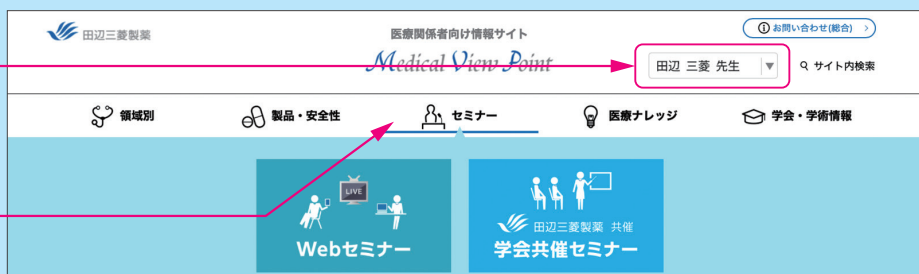 田辺三菱製薬
医療関係者向け情報サイト
Medical View Point
お問い合わせ(総合)
田辺 三菱 先生
サイト内検索
領域別
製品・安全性
セミナー
医療ナレッジ
学会・学術情報
LIVE
Webセミナー
田辺三菱製薬 共催
学会共催セミナー